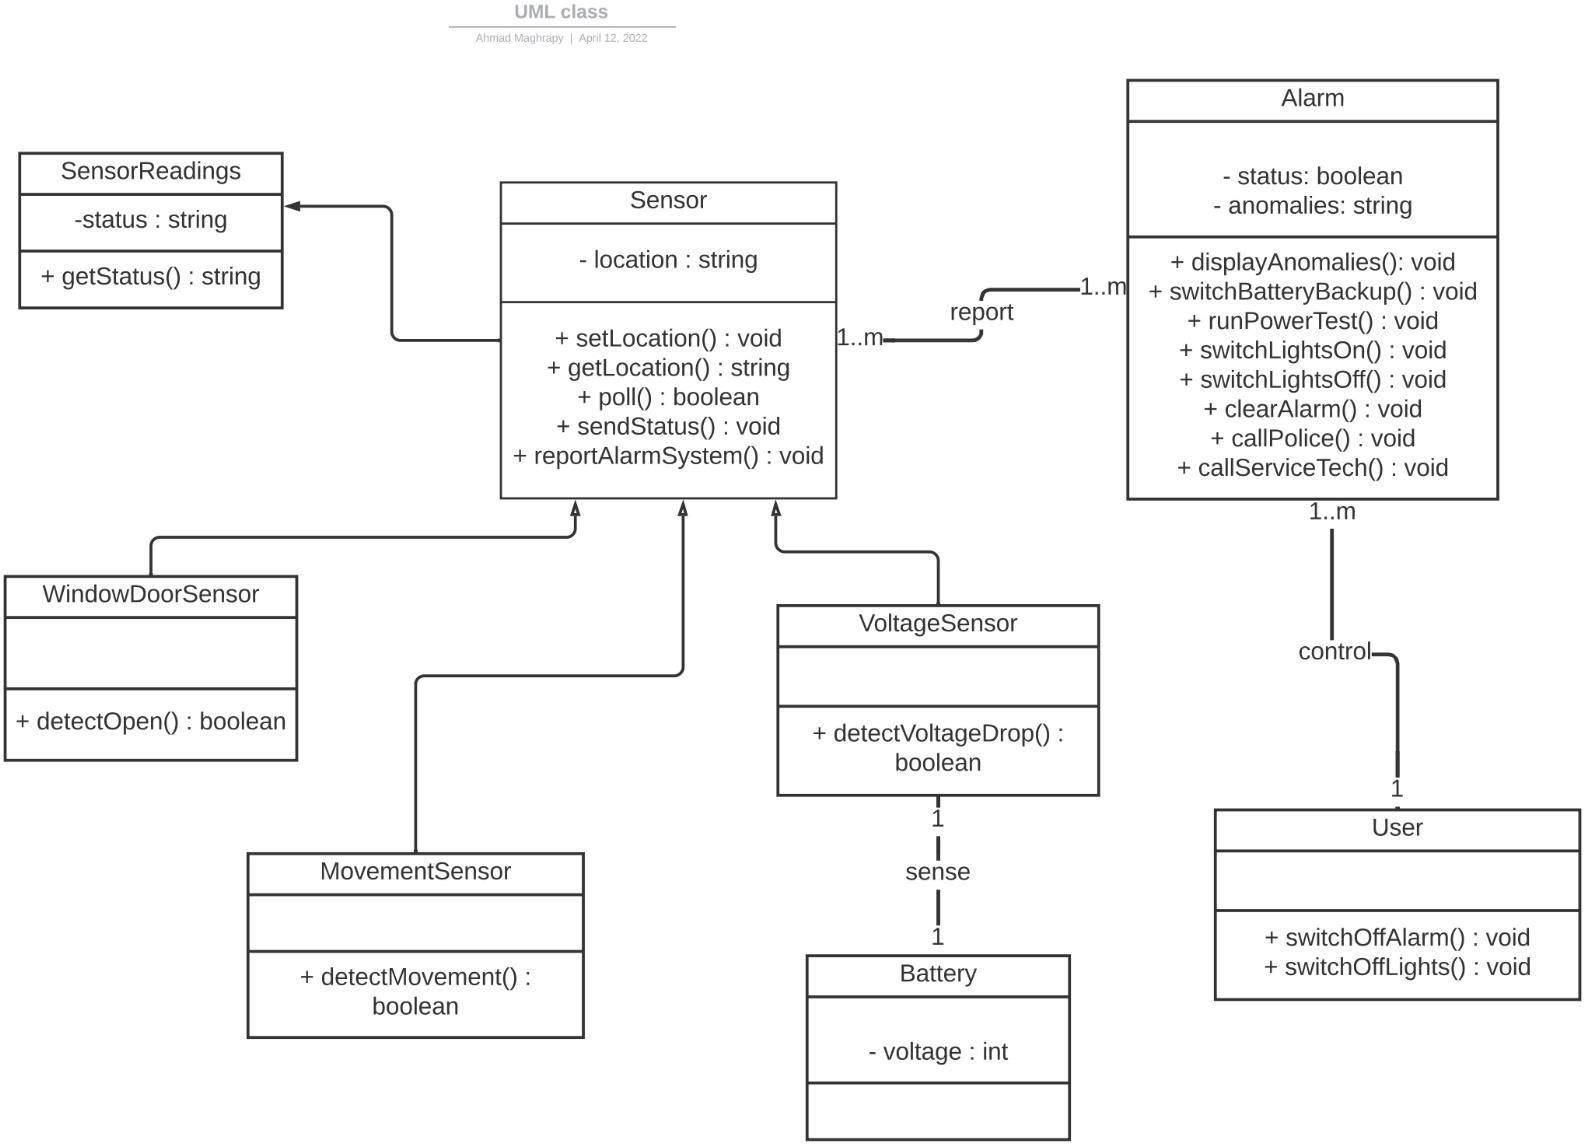 UML class
Ahmad Maghrapy | April 12, 2022
SensorReadings
-status : string
+ getStatus() : string
Sensor
- location : string
+ setLocation() : void
+ getLocation() : string
+ poll() : boolean
+ sendStatus() : void
+ reportAlarmSystem() : void
1..m
report
1..m
Alarm
- status: boolean
- anomalies: string
+ displayAnomalies(): void
+ switchBatteryBackup() : void
+ runPowerTest() : void
+ switchLightsOn() : void
+ switchLightsOff() : void
+ clearAlarm() : void
+ callPolice() : void
+ callServiceTech() : void
1..m
control
1
WindowDoorSensor
+ detectOpen() : boolean
MovementSensor
+ detectMovement() :
boolean
VoltageSensor
+ detectVoltageDrop() :
boolean
1
sense
1
Battery
- voltage : int
User
+ switchOffAlarm() : void
+ switchOffLights() : void